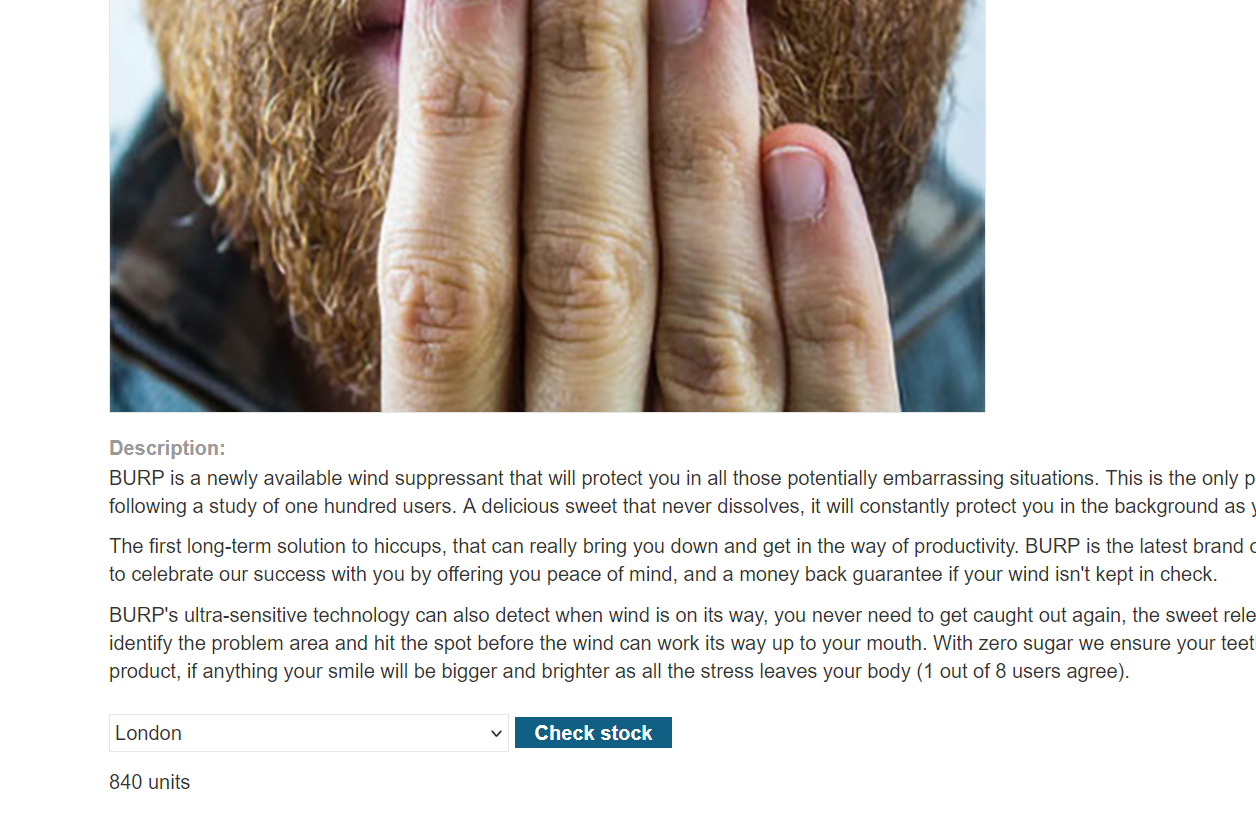 Description:
BURP is a newly available wind suppressant that will protect you in all those potentially embarrassing situations. This is the only
following a study of one hundred users. A delicious sweet that never dissolves, it will constantly protect you in the background as
The first long-term solution to hiccups, that can really bring you down and get in the way of productivity. BURP is the latest brand
to celebrate our success with you by offering you peace of mind, and a money back guarantee if your wind isn't kept in check.
BURP's ultra-sensitive technology can also detect when wind is on its way, you never need to get caught out again, the sweet
identify the problem area and hit the spot before the wind can work its way up to your mouth. With zero sugar we ensure your
product, if anything your smile will be bigger and brighter as all the stress leaves your body (1 out of 8 users agree).
London Check stock
840 units